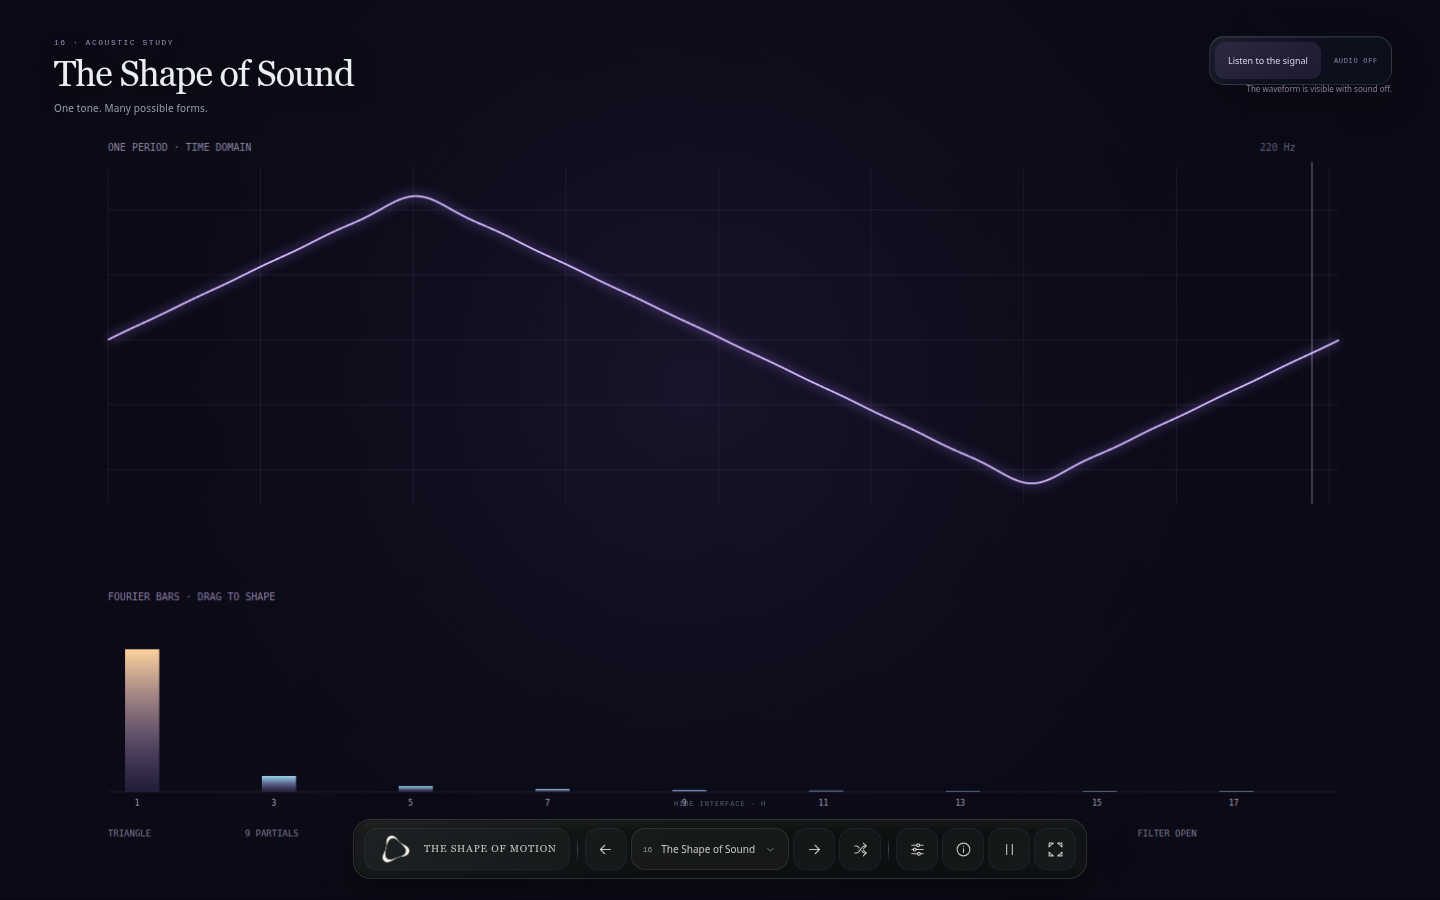 16 · ACOUSTIC STUDY
The Shape of Sound
One tone. Many possible forms.
Listen to the signal
AUDIO OFF
The waveform is visible with sound off.
ONE PERIOD · TIME DOMAIN
220 Hz
FOURIER BARS · DRAG TO SHAPE
1 3 5 7 9 11 13 15 17
HIDE INTERFACE · H
TRIANGLE
9 PARTIALS
FILTER OPEN
THE SHAPE OF MOTION
16 The Shape of Sound